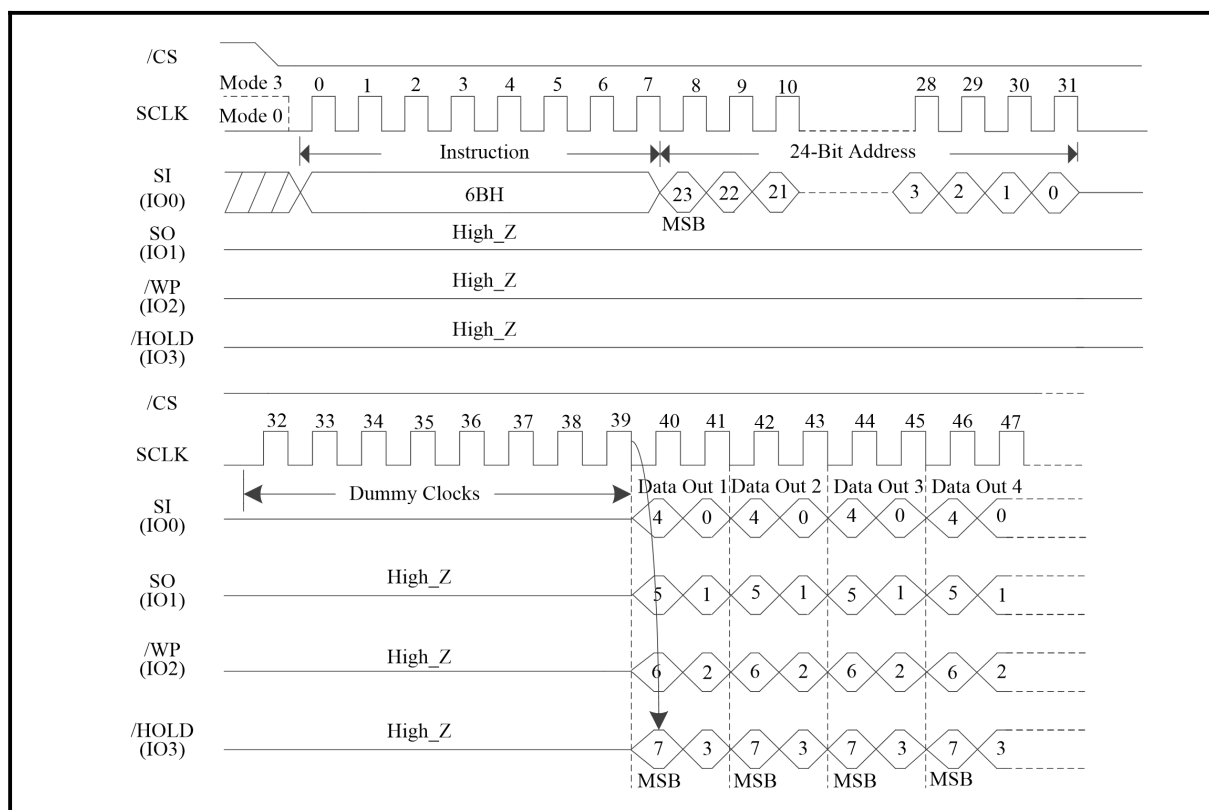 /CS
Mode 3 0 1 2 3 4 5 6 7 8 9 10 28 29 30 31
SCLK Mode 0
Instruction 24-Bit Address
SI
(IO0) 6BH 23 22 21 3 2 1 0
MSB
SO
(IO1) High_Z
/WP
(IO2) High_Z
/HOLD
(IO3) High_Z
/CS
32 33 34 35 36 37 38 39 40 41 42 43 44 45 46 47
SCLK
Dummy Clocks Data Out 1 Data Out 2 Data Out 3 Data Out 4
SI
(IO0) 4 0 4 0 4 0 4 0
SO
(IO1) High_Z 5 1 5 1 5 1 5 1
/WP
(IO2) High_Z 6 2 6 2 6 2 6 2
/HOLD
(IO3) High_Z 7 3 7 3 7 3 7 3
MSB MSB MSB MSB